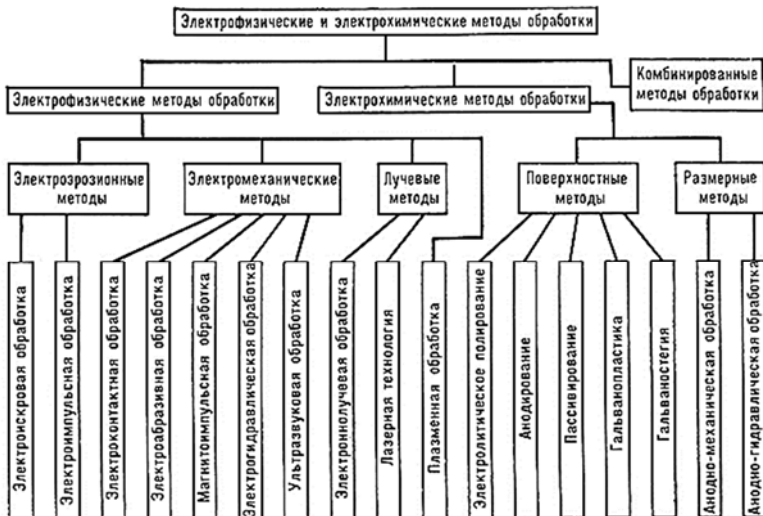 Электрофизические и электрохимические методы обработки
Комбинированные
методы обработки
Электрофизические методы обработки
Электрохимические методы обработки
Электроэрозионные
методы
Электромеханические
методы
Лучевые
методы
Поверхностные
методы
Размерные
методы
Электроискровая обработка
Электроимпульсная обработка
Электроконтактная обработка
Электроабразивная обработка
Магнитоимпульсная обработка
Электрогидравлическая обработка
Ультразвуковая обработка
Электроннолучевая обработка
Лазерная технология
Плазменная обработка
Электролитическое полирование
Анодирование
Пассивирование
Гальванопластика
Гальваностегия
Анодно-механическая обработка
Анодно-гидравлическая обработка